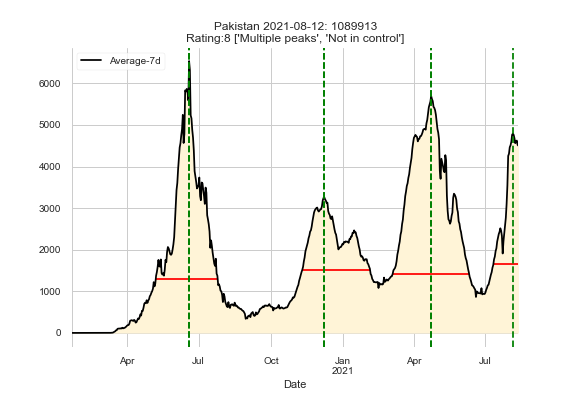 Pakistan 2021-08-12: 1089913
Rating:8 ['Multiple peaks', 'Not in control']
Average-7d
6000
5000
4000
3000
2000
1000
0
Apr
Jul
Oct
Jan
2021
Apr
Jul
Date